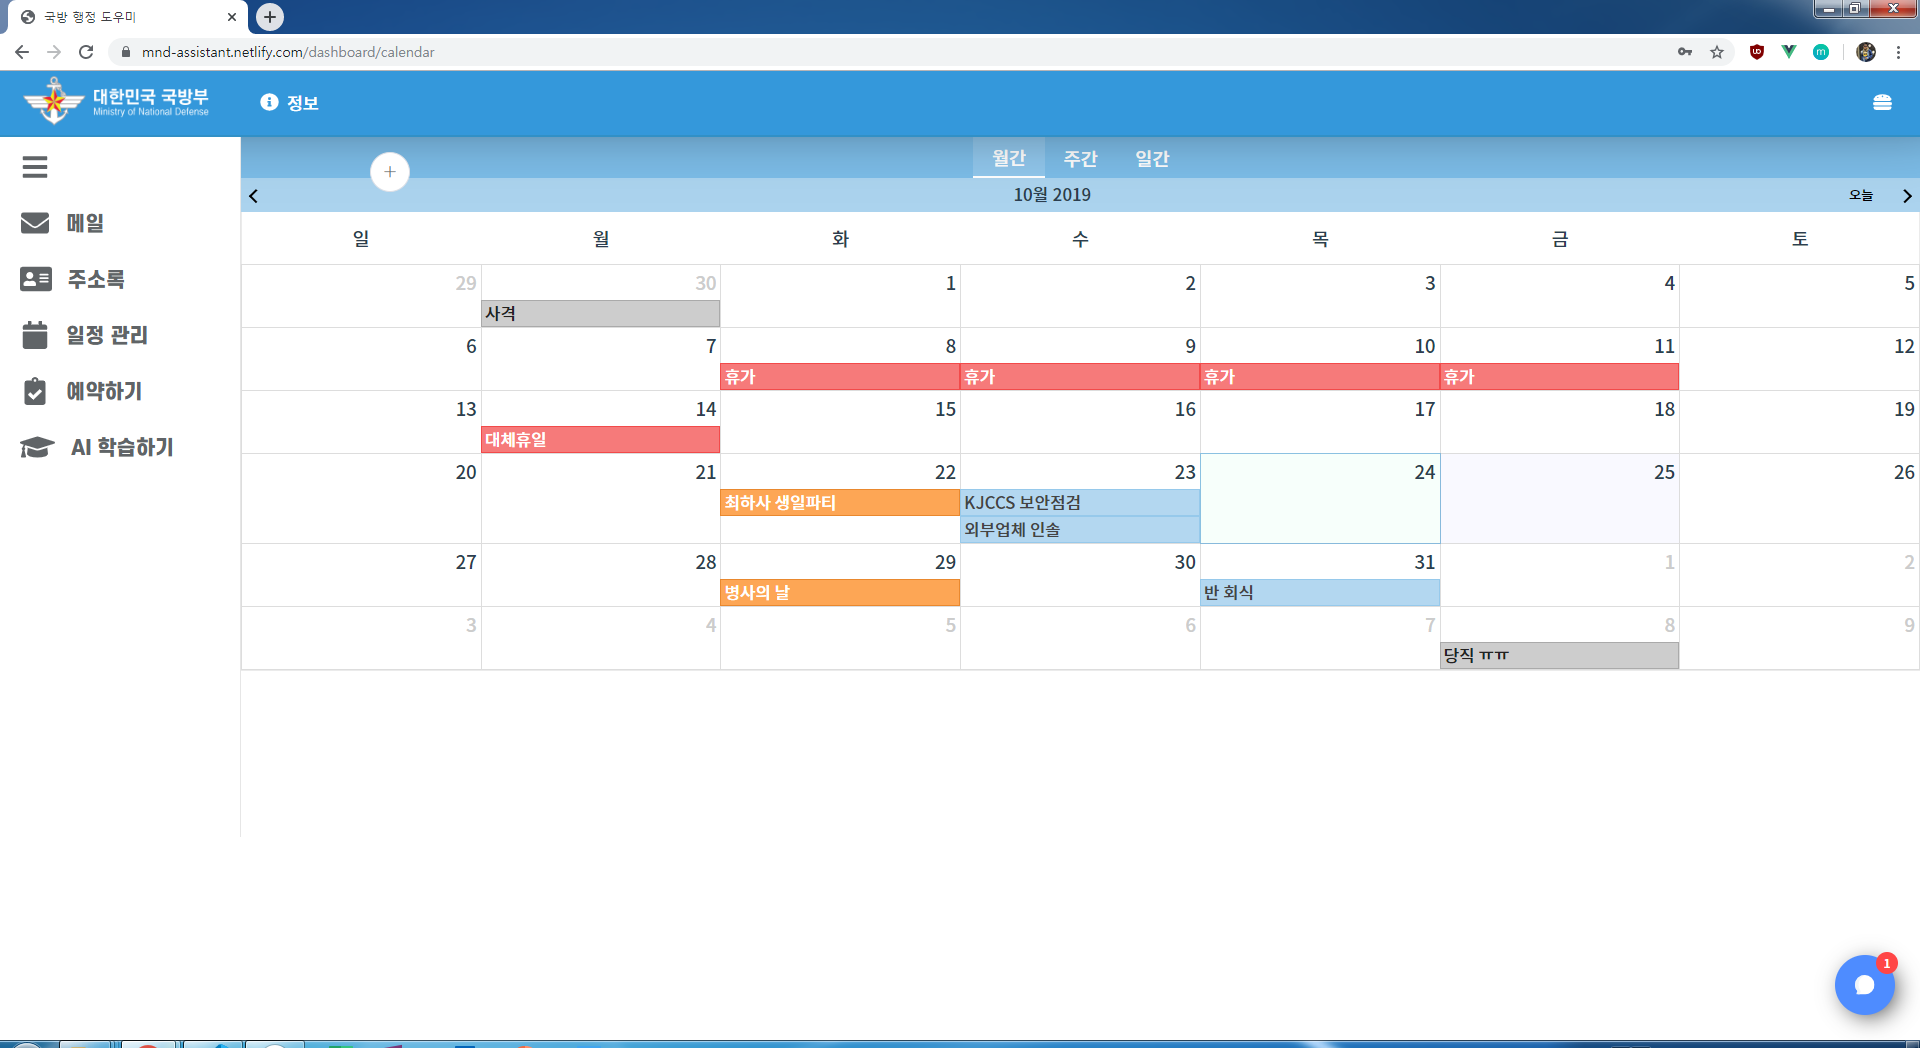 국방 행정 도우미
mnd-assistant.netlify.com/dashboard/calendar
대한민국 국방부
Ministry of National Defense
정보
메일
주소록
일정 관리
예약하기
AI 학습하기
월간 주간 일간
10월 2019 오늘
일 월 화 수 목 금 토
29 30 1 2 3 4 5
사격
6 7 8 9 10 11 12
휴가 휴가 휴가 휴가
13 14 15 16 17 18 19
대체휴일
20 21 22 23 24 25 26
최하사 생일파티 KJCCS 보안점검
외부업체 인솔
27 28 29 30 31 1 2
병사의 날 반 회식
3 4 5 6 7 8 9
당직 ㅠㅠ
1